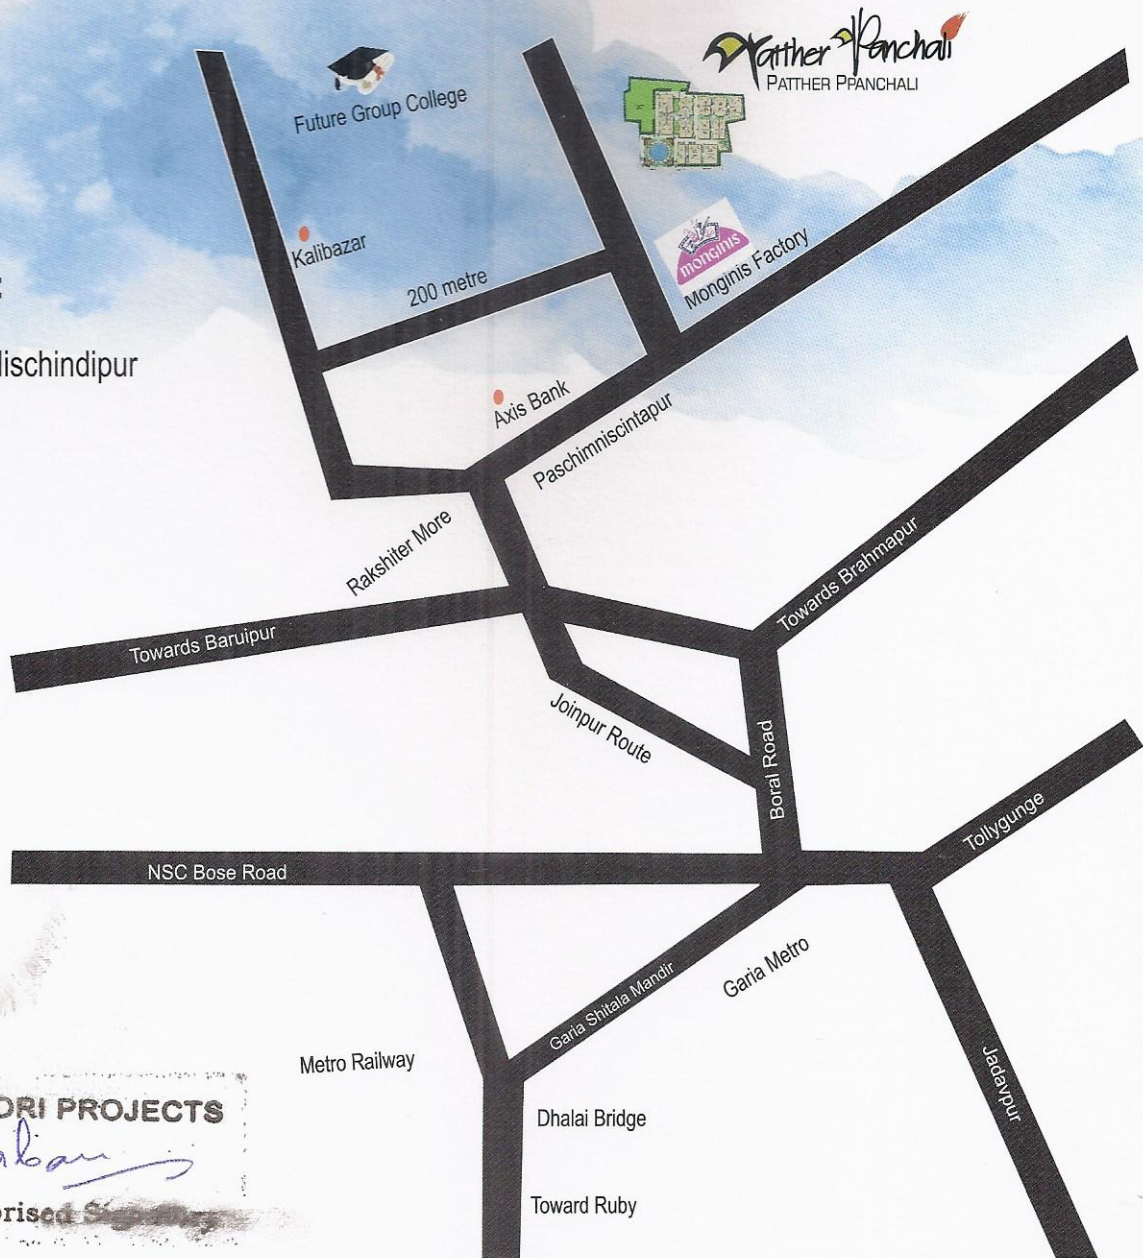 Patther Panchali
PATTHER PPANCHALI
Future Group College
Kalibazar
200 metre
MONGINIS
Monginis Factory
lischindipur
Axis Bank
Paschimniscintapur
Rakshiter More
Towards Brahmapur
Towards Baruipur
Joinpur Route
Boral Road
Tollygunge
NSC Bose Road
Garia Shitala Mandir
Garia Metro
Metro Railway
Jadavpur
ORI PROJECTS
Dhalai Bridge
Toward Ruby